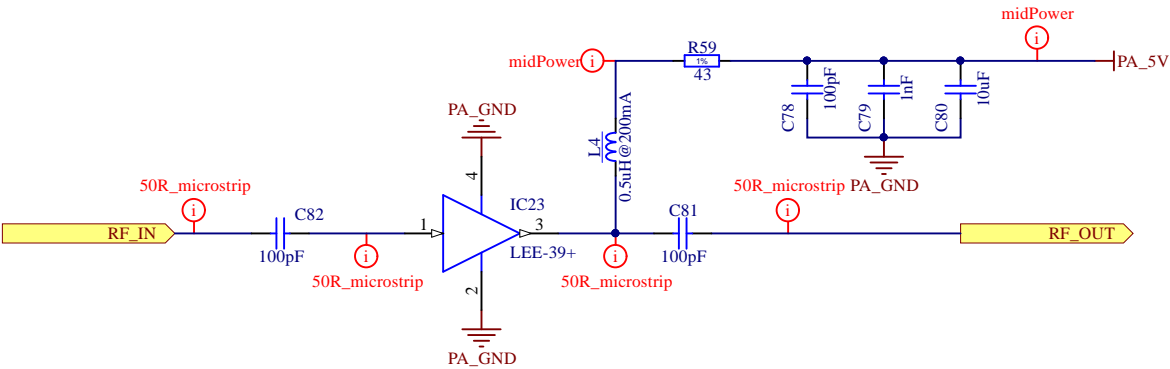 midPower
R59
midPower
i
i
1%
43
PA_5V
100pF
1nF
10uF
C78
C79
C80
PA_GND
PA_GND
L4
0.5uH@200mA
4
50R_microstrip
i
C82
IC23
50R_microstrip
i
C81
RF_IN
1
3
RF_OUT
100pF
i
LEE-39+
i
100pF
50R_microstrip
50R_microstrip
2
PA_GND